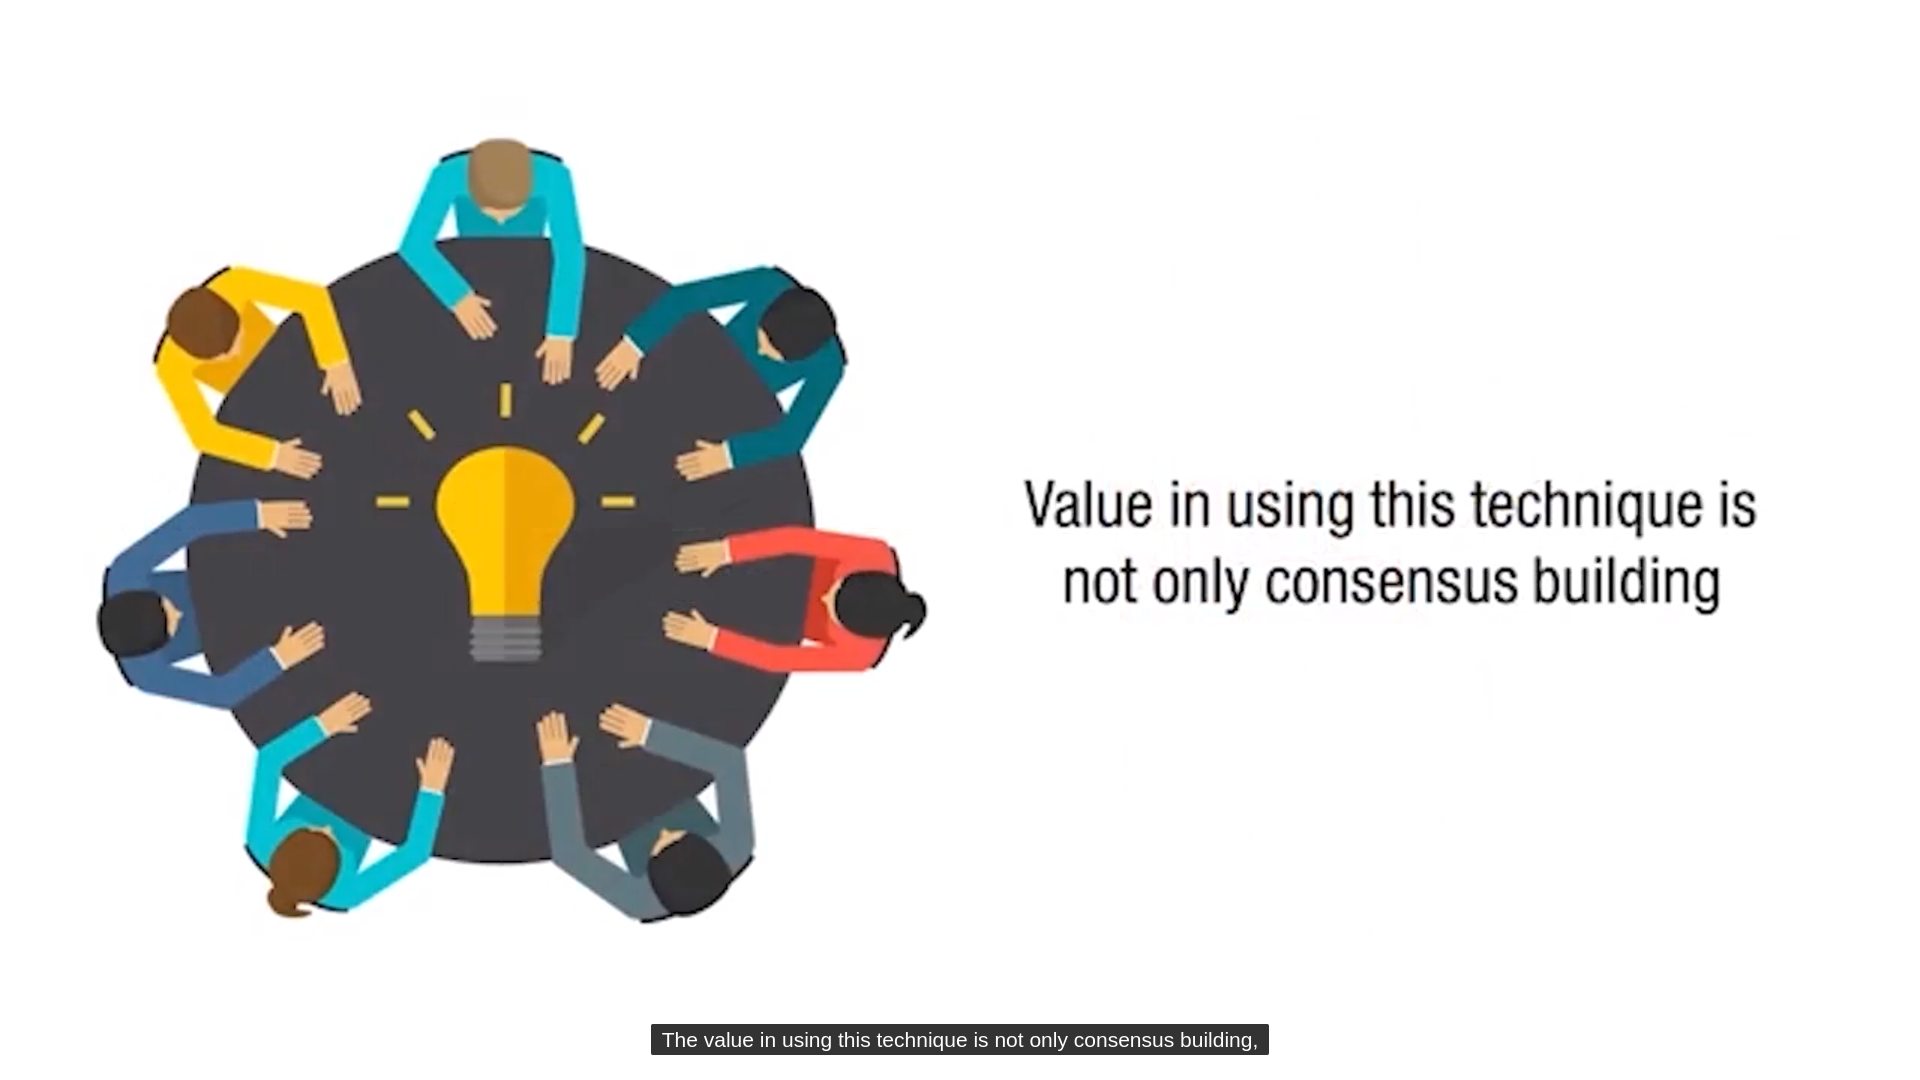 Value in using this technique is
not only consensus building
The value in using this technique is not only consensus building,